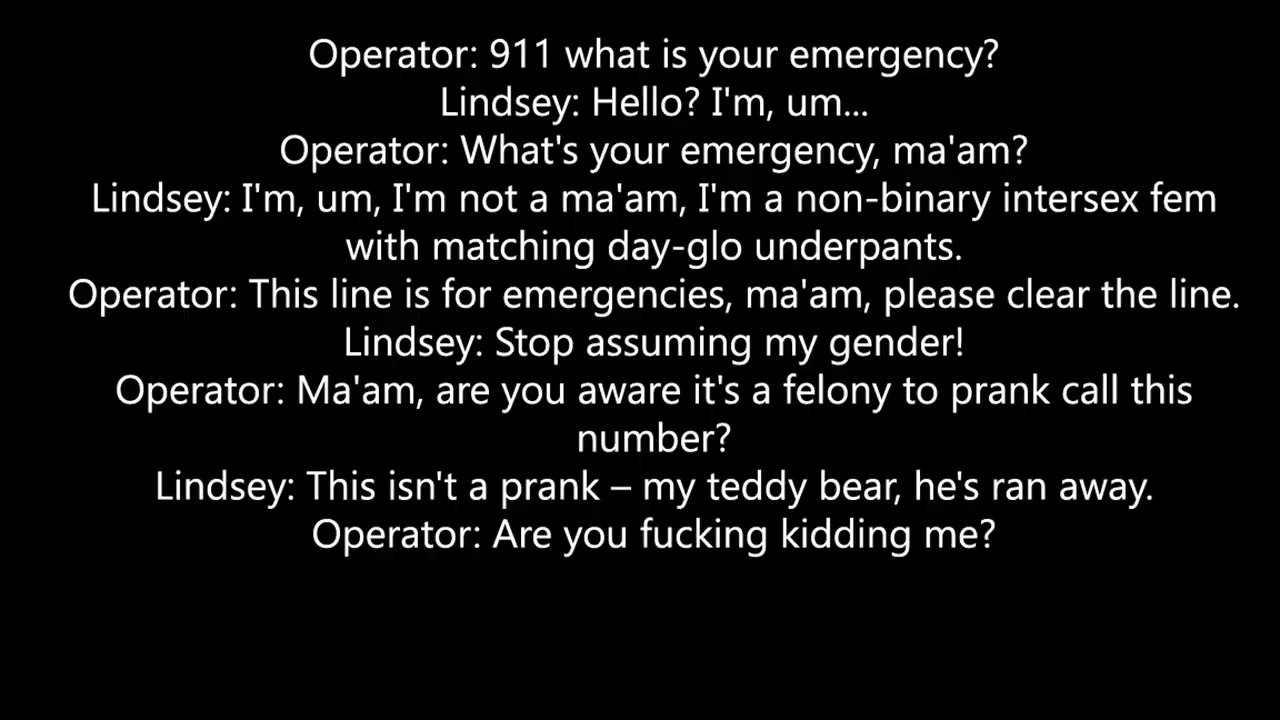 Operator: 911 what is your emergency?
Lindsey: Hello? I'm, um...
Operator: What's your emergency, ma'am?
Lindsey: I'm, um, I'm not a ma'am, I'm a non-binary intersex fem
with matching day-glo underpants.
Operator: This line is for emergencies, ma'am, please clear the line.
Lindsey: Stop assuming my gender!
Operator: Ma'am, are you aware it's a felony to prank call this
number?
Lindsey: This isn't a prank – my teddy bear, he's ran away.
Operator: Are you fucking kidding me?